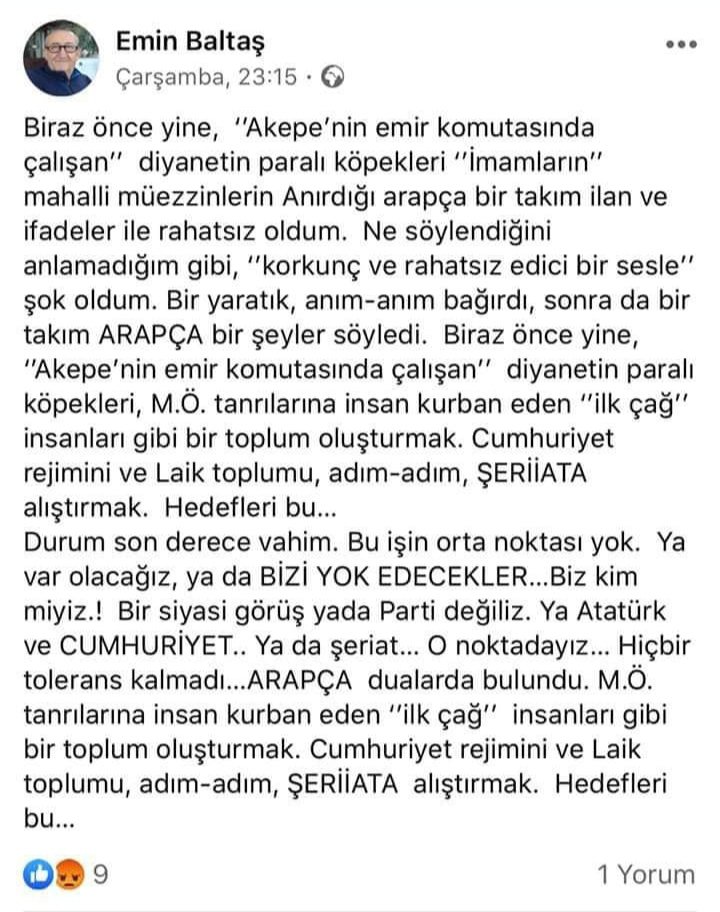 Emin Baltaş
Çarşamba, 23:15 ·
Biraz önce yine, ''Akepe'nin emir komutasında
çalışan'' diyanetin paralı köpekleri ''İmamların''
mahalli müezzinlerin Anırdığı arapça bir takım ilan ve
ifadeler ile rahatsız oldum. Ne söylendiğini
anlamadığım gibi, ''korkunç ve rahatsız edici bir sesle''
şok oldum. Bir yaratık, anım-anım bağırdı, sonra da bir
takım ARAPÇA bir şeyler söyledi. Biraz önce yine,
''Akepe'nin emir komutasında çalışan'' diyanetin paralı
köpekleri, M.Ö. tanrılarına insan kurban eden ''ilk çağ''
insanları gibi bir toplum oluşturmak. Cumhuriyet
rejimini ve Laik toplumu, adım-adım, ŞERİİATA
alıştırmak. Hedefleri bu...
Durum son derece vahim. Bu işin orta noktası yok. Ya
var olacağız, ya da BİZİ YOK EDECEKLER...Biz kim
miyiz.! Bir siyasi görüş yada Parti değiliz. Ya Atatürk
ve CUMHURİYET.. Ya da şeriat... O noktadayız... Hiçbir
tolerans kalmadı...ARAPÇA dualarda bulundu. M.Ö.
tanrılarına insan kurban eden ''ilk çağ'' insanları gibi
bir toplum oluşturmak. Cumhuriyet rejimini ve Laik
toplumu, adım-adım, ŞERİİATA alıştırmak. Hedefleri
bu...
9
1 Yorum